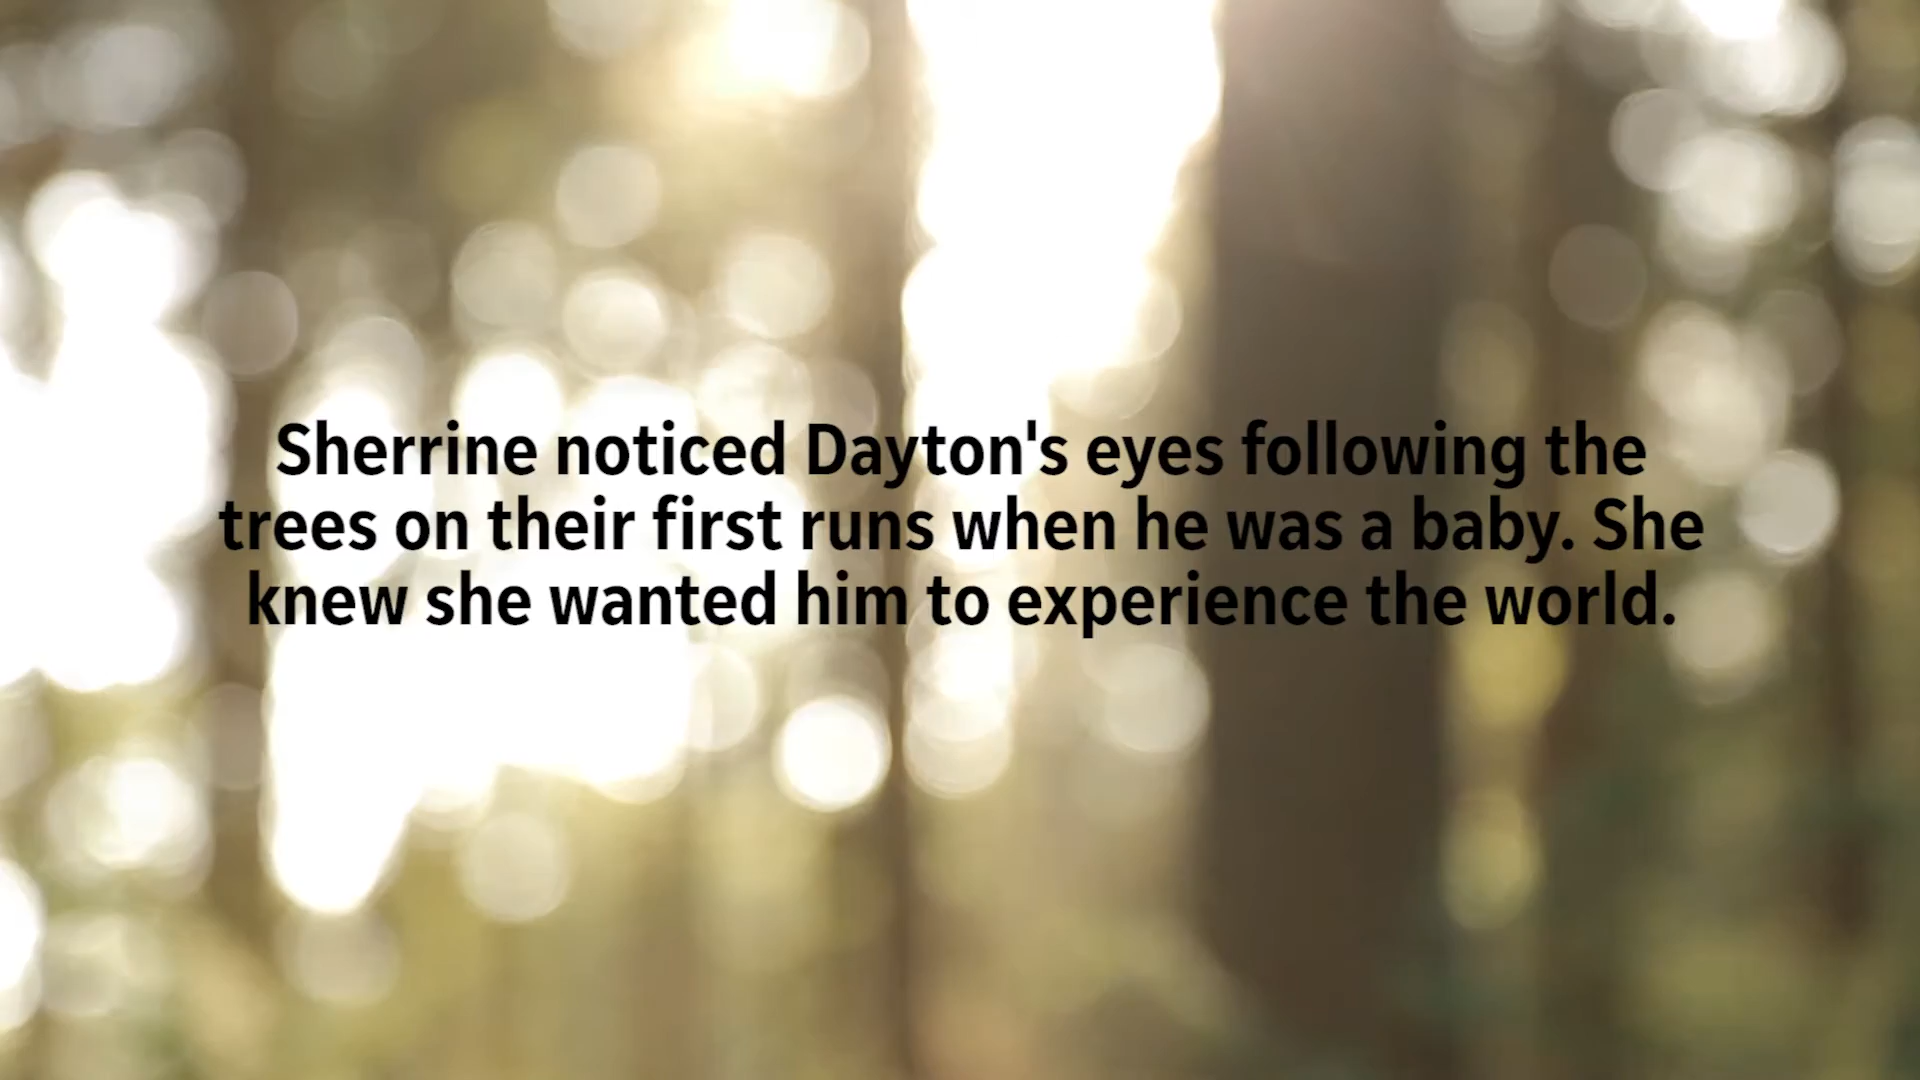 Sherrine noticed Dayton's eyes following the
trees on their first runs when he was a baby. She
knew she wanted him to experience the world.